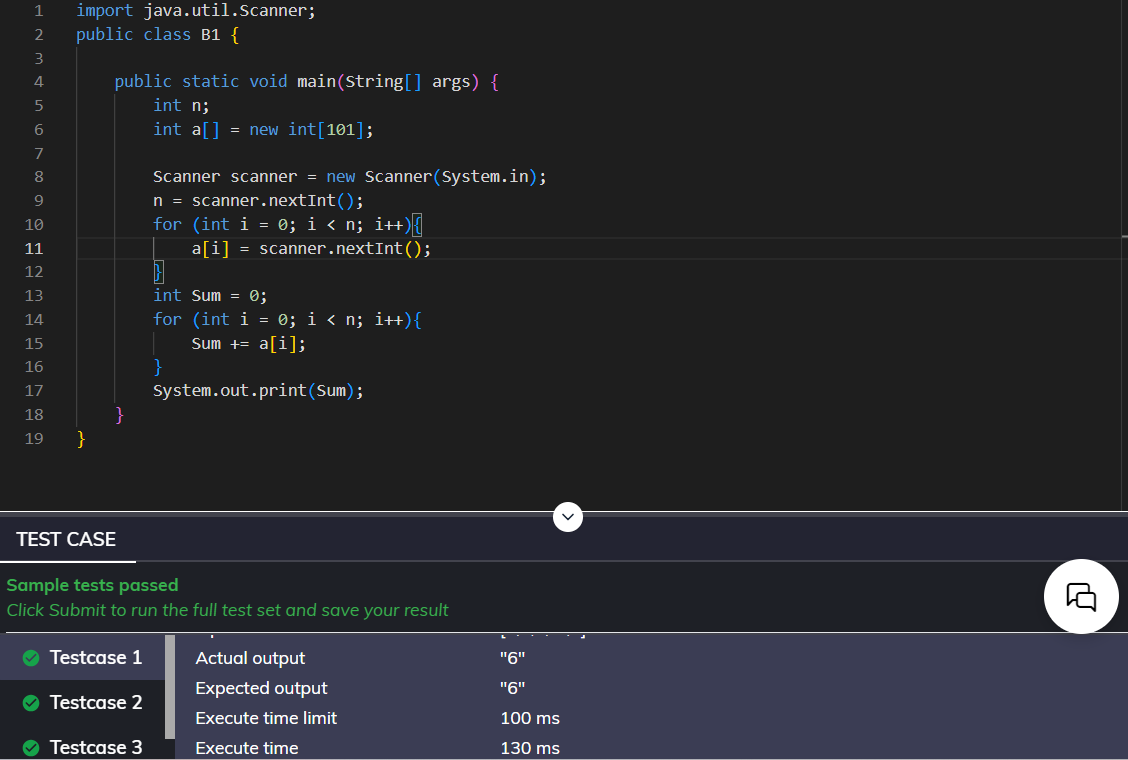 1 import java.util.Scanner;
2 public class B1 {
3
4 public static void main(String[] args) {
5 int n;
6 int a[] = new int[101];
7
8 Scanner scanner = new Scanner(System.in);
9 n = scanner.nextInt();
10 for (int i = 0; i < n; i++){
11 a[i] = scanner.nextInt();
12 }
13 int Sum = 0;
14 for (int i = 0; i < n; i++){
15 Sum += a[i];
16 }
17 System.out.print(Sum);
18 }
19 }
TEST CASE
Sample tests passed
Click Submit to run the full test set and save your result
Testcase 1
Testcase 2
Testcase 3
Actual output "6"
Expected output "6"
Execute time limit 100 ms
Execute time 130 ms